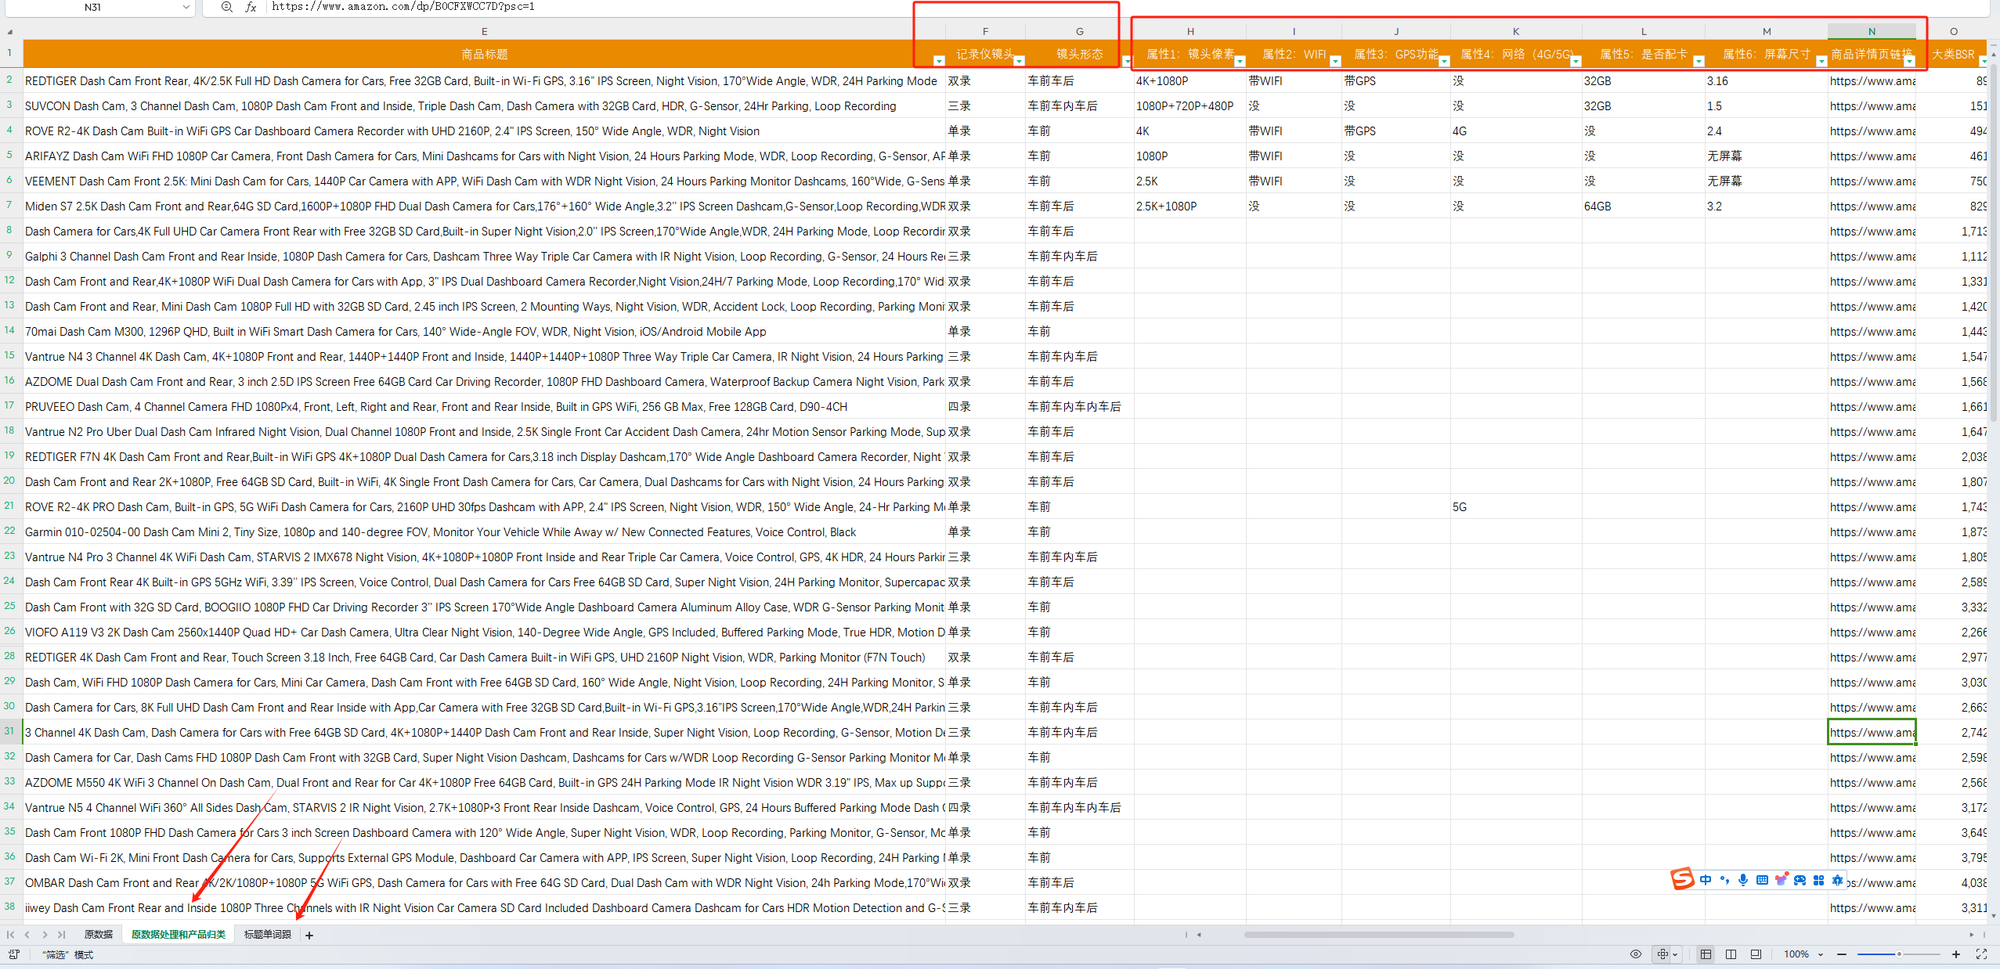 N31 fx https://www.amazon.com/dp/B0CFXWCC7D?psc=1
E F G H I J K L M N O
1 商品标题 记录仪镜头 镜头形态 属性1：镜头像素 属性2：WIFI 属性3：GPS功能 属性4：网络（4G/5G） 属性5：是否配卡 属性6：屏幕尺寸 商品详情页链接 大类BSR
2 REDTIGER Dash Cam Front Rear, 4K/2.5K Full HD Dash Camera for Cars, Free 32GB Card, Built-in Wi-Fi GPS, 3.16" IPS Screen, Night Vision, 170°Wide Angle, WDR, 24H Parking Mode 双录 车前车后 4K+1080P 带WIFI 带GPS 没 32GB 3.16 https://www.ama 89
3 SUVCON Dash Cam, 3 Channel Dash Cam, 1080P Dash Cam Front and Inside, Triple Dash Cam, Dash Camera with 32GB Card, HDR, G-Sensor, 24Hr Parking, Loop Recording 三录 车前车内车后 1080P+720P+480P 没 没 没 32GB 1.5 https://www.ama 151
4 ROVE R2-4K Dash Cam Built-in WiFi GPS Car Dashboard Camera Recorder with UHD 2160P, 2.4" IPS Screen, 150° Wide Angle, WDR, Night Vision 单录 车前 4K 带WIFI 带GPS 4G 没 2.4 https://www.ama 494
5 ARIFAYZ Dash Cam WiFi FHD 1080P Car Camera, Front Dash Camera for Cars, Mini Dashcams for Cars with Night Vision, 24 Hours Parking Mode, WDR, Loop Recording, G-Sensor, AF 单录 车前 1080P 带WIFI 没 没 没 无屏幕 https://www.ama 461
6 VEEMENT Dash Cam Front 2.5K: Mini Dash Cam for Cars, 1440P Car Camera with APP, WiFi Dash Cam with WDR Night Vision, 24 Hours Parking Monitor Dashcams, 160°Wide, G-Sens 单录 车前 2.5K 带WIFI 没 没 没 无屏幕 https://www.ama 750
7 Miden S7 2.5K Dash Cam Front and Rear,64G SD Card,1600P+1080P FHD Dual Dash Camera for Cars,176°+160° Wide Angle,3.2'' IPS Screen Dashcam,G-Sensor,Loop Recording,WDR 双录 车前车后 2.5K+1080P 没 没 没 64GB 3.2 https://www.ama 829
8 Dash Camera for Cars,4K Full UHD Car Camera Front Rear with Free 32GB SD Card,Built-in Super Night Vision,2.0'' IPS Screen,170°Wide Angle,WDR, 24H Parking Mode, Loop Recordin 双录 车前车后 https://www.ama 1,713
9 Galphi 3 Channel Dash Cam Front and Rear Inside, 1080P Dash Camera for Cars, Dashcam Three Way Triple Car Camera with IR Night Vision, Loop Recording, G-Sensor, 24 Hours Re 三录 车前车内车后 https://www.ama 1,112
12 Dash Cam Front and Rear,4K+1080P WiFi Dual Dash Camera for Cars with App, 3" IPS Dual Dashboard Camera Recorder,Night Vision,24H/7 Parking Mode, Loop Recording,170° Wid 双录 车前车后 https://www.ama 1,331
13 Dash Cam Front and Rear, Mini Dash Cam 1080P Full HD with 32GB SD Card, 2.45 inch IPS Screen, 2 Mounting Ways, Night Vision, WDR, Accident Lock, Loop Recording, Parking Moni 双录 车前车后 https://www.ama 1,420
14 70mai Dash Cam M300, 1296P QHD, Built in WiFi Smart Dash Camera for Cars, 140° Wide-Angle FOV, WDR, Night Vision, iOS/Android Mobile App 单录 车前 https://www.ama 1,443
15 Vantrue N4 3 Channel 4K Dash Cam, 4K+1080P Front and Rear, 1440P+1440P Front and Inside, 1440P+1440P+1080P Three Way Triple Car Camera, IR Night Vision, 24 Hours Parking 三录 车前车内车后 https://www.ama 1,547
16 AZDOME Dual Dash Cam Front and Rear, 3 inch 2.5D IPS Screen Free 64GB Card Car Driving Recorder, 1080P FHD Dashboard Camera, Waterproof Backup Camera Night Vision, Park 双录 车前车后 https://www.ama 1,568
17 PRUVEEO Dash Cam, 4 Channel Camera FHD 1080Px4, Front, Left, Right and Rear, Front and Rear Inside, Built in GPS WiFi, 256 GB Max, Free 128GB Card, D90-4CH 四录 车前车内车内车后 https://www.ama 1,661
18 Vantrue N2 Pro Uber Dual Dash Cam Infrared Night Vision, Dual Channel 1080P Front and Inside, 2.5K Single Front Car Accident Dash Camera, 24hr Motion Sensor Parking Mode, Sup 双录 车前车后 https://www.ama 1,647
19 REDTIGER F7N 4K Dash Cam Front and Rear,Built-in WiFi GPS 4K+1080P Dual Dash Camera for Cars,3.18 inch Display Dashcam,170° Wide Angle Dashboard Camera Recorder, Night 双录 车前车后 https://www.ama 2,038
20 Dash Cam Front and Rear 2K+1080P, Free 64GB SD Card, Built-in WiFi, 4K Single Front Dash Camera for Cars, Car Camera, Dual Dashcams for Cars with Night Vision, 24 Hours Parking 双录 车前车后 https://www.ama 1,807
21 ROVE R2-4K PRO Dash Cam, Built-in GPS, 5G WiFi Dash Camera for Cars, 2160P UHD 30fps Dashcam with APP, 2.4" IPS Screen, Night Vision, WDR, 150° Wide Angle, 24-Hr Parking M 单录 车前 5G https://www.ama 1,743
22 Garmin 010-02504-00 Dash Cam Mini 2, Tiny Size, 1080p and 140-degree FOV, Monitor Your Vehicle While Away w/ New Connected Features, Voice Control, Black 单录 车前 https://www.ama 1,873
23 Vantrue N4 Pro 3 Channel 4K WiFi Dash Cam, STARVIS 2 IMX678 Night Vision, 4K+1080P+1080P Front Inside and Rear Triple Car Camera, Voice Control, GPS, 4K HDR, 24 Hours Parkin 三录 车前车内车后 https://www.ama 1,805
24 Dash Cam Front Rear 4K Built-in GPS 5GHz WiFi, 3.39'' IPS Screen, Voice Control, Dual Dash Camera for Cars Free 64GB SD Card, Super Night Vision, 24H Parking Monitor, Supercapac 双录 车前车后 https://www.ama 2,589
25 Dash Cam Front with 32G SD Card, BOOGIIO 1080P FHD Car Driving Recorder 3'' IPS Screen 170°Wide Angle Dashboard Camera Aluminum Alloy Case, WDR G-Sensor Parking Monit 单录 车前 https://www.ama 3,332
26 VIOFO A119 V3 2K Dash Cam 2560x1440P Quad HD+ Car Dash Camera, Ultra Clear Night Vision, 140-Degree Wide Angle, GPS Included, Buffered Parking Mode, True HDR, Motion D 单录 车前 https://www.ama 2,266
28 REDTIGER 4K Dash Cam Front and Rear, Touch Screen 3.18 Inch, Free 64GB Card, Car Dash Camera Built-in WiFi GPS, UHD 2160P Night Vision, WDR, Parking Monitor (F7N Touch) 双录 车前车后 https://www.ama 2,977
29 Dash Cam, WiFi FHD 1080P Dash Camera for Cars, Mini Car Camera, Dash Cam Front with Free 64GB SD Card, 160° Wide Angle, Night Vision, Loop Recording, 24H Parking Monitor, S 单录 车前 https://www.ama 3,030
30 Dash Camera for Cars, 8K Full UHD Dash Cam Front and Rear Inside with App,Car Camera with Free 32GB SD Card,Built-in Wi-Fi GPS,3.16"IPS Screen,170°Wide Angle,WDR,24H Parkin 三录 车前车内车后 https://www.ama 2,663
31 3 Channel 4K Dash Cam, Dash Camera for Cars with Free 64GB SD Card, 4K+1080P+1440P Dash Cam Front and Rear Inside, Super Night Vision, Loop Recording, G-Sensor, Motion De 三录 车前车内车后 https://www.ama 2,742
32 Dash Camera for Car, Dash Cams FHD 1080P Dash Cam Front with 32GB Card, Super Night Vision Dashcam, Dashcams for Cars w/WDR Loop Recording G-Sensor Parking Mo 单录 车前 https://www.ama 2,598
33 AZDOME M550 4K WiFi 3 Channel On Dash Cam, Dual Front and Rear for Car 4K+1080P Free 64GB Card, Built-in GPS 24H Parking Mode IR Night Vision WDR 3.19" IPS, Max up Suppo 三录 车前车内车后 https://www.ama 2,568
34 Vantrue N5 4 Channel WiFi 360° All Sides Dash Cam, STARVIS 2 IR Night Vision, 2.7K+1080P*3 Front Rear Inside Dashcam, Voice Control, GPS, 24 Hours Buffered Parking Mode Dash 四录 车前车内车内车后 https://www.ama 3,172
35 Dash Cam Front 1080P FHD Dash Camera for Cars 3 inch Screen Dashboard Camera with 120° Wide Angle, Super Night Vision, WDR, Loop Recording, Parking Monitor, G-Sensor, Mo 单录 车前 https://www.ama 3,649
36 Dash Cam Wi-Fi 2K, Mini Front Dash Camera for Cars, Supports External GPS Module, Dashboard Car Camera with APP, IPS Screen, Super Night Vision, Loop Recording, 24H Parking 单录 车前 https://www.ama 3,795
37 OMBAR Dash Cam Front and Rear 4K/2K/1080P+1080P 5G WiFi GPS, Dash Camera for Cars with Free 64G SD Card, Dual Dash Cam with WDR Night Vision, 24h Parking Mode,170°Wi 双录 车前车后 https://www.ama 4,038
38 iiwey Dash Cam Front Rear and Inside 1080P Three Channels with IR Night Vision Car Camera SD Card Included Dashboard Camera Dashcam for Cars HDR Motion Detection and G-S 三录 车前车内车后 https://www.ama 3,311
中
原数据 原数据处理和产品归类 标题单词跟 +
"筛选" 模式 100%